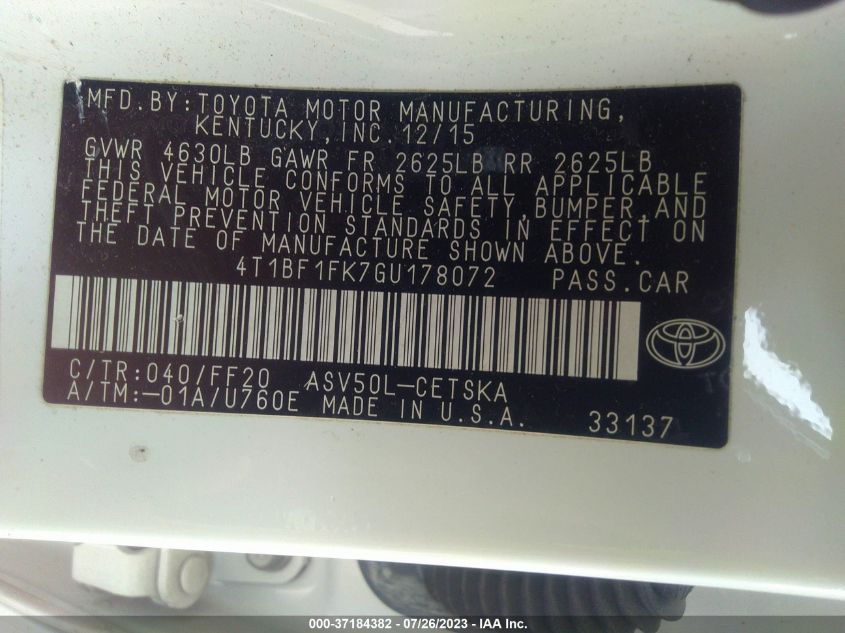 MFD. BY: TOYOTA MOTOR MANUFACTURING,
KENTUCKY, INC. 12/15
GVWR 4630LB GAWR FR 2625LB RR 2625LB
THIS VEHICLE CONFORMS TO ALL APPLICABLE
FEDERAL MOTOR VEHICLE SAFETY, BUMPER, AND
THEFT PREVENTION STANDARDS IN EFFECT ON
THE DATE OF MANUFACTURE SHOWN ABOVE.
4T1BF1FK7GU178072 PASS. CAR
C/TR: 040/FF20 ASV50L-CETSKA
A/TM: -01A/U760E MADE IN U.S.A.
33137
000-37184382 - 07/26/2023 - IAA Inc.